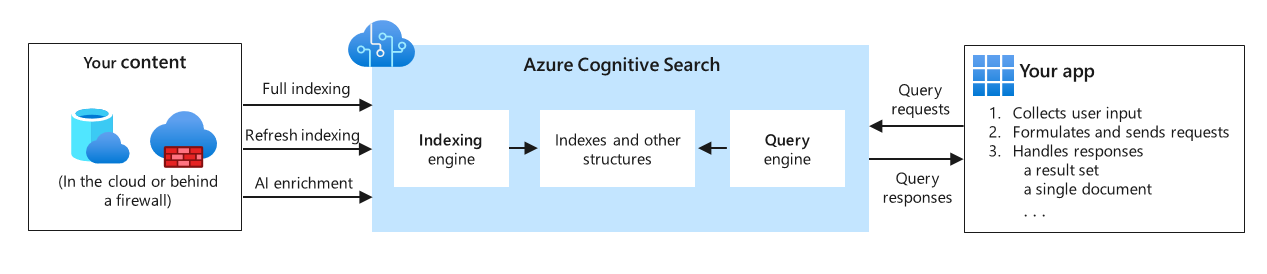 Your content
(In the cloud or behind
a firewall)
Full indexing
Refresh indexing
AI enrichment
Azure Cognitive Search
Indexing
engine
Indexes and other
structures
Query
engine
Query
requests
Query
responses
Your app
1. Collects user input
2. Formulates and sends requests
3. Handles responses
a result set
a single document
. . .